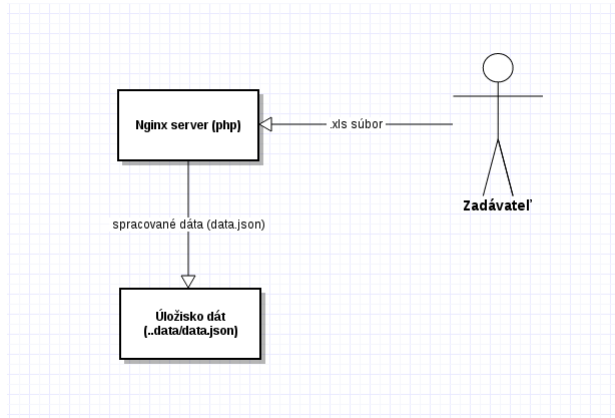 Nginx server (php)
.xls súbor
Zadávateľ
spracované dáta (data.json)
Úložisko dát
(..data/data.json)